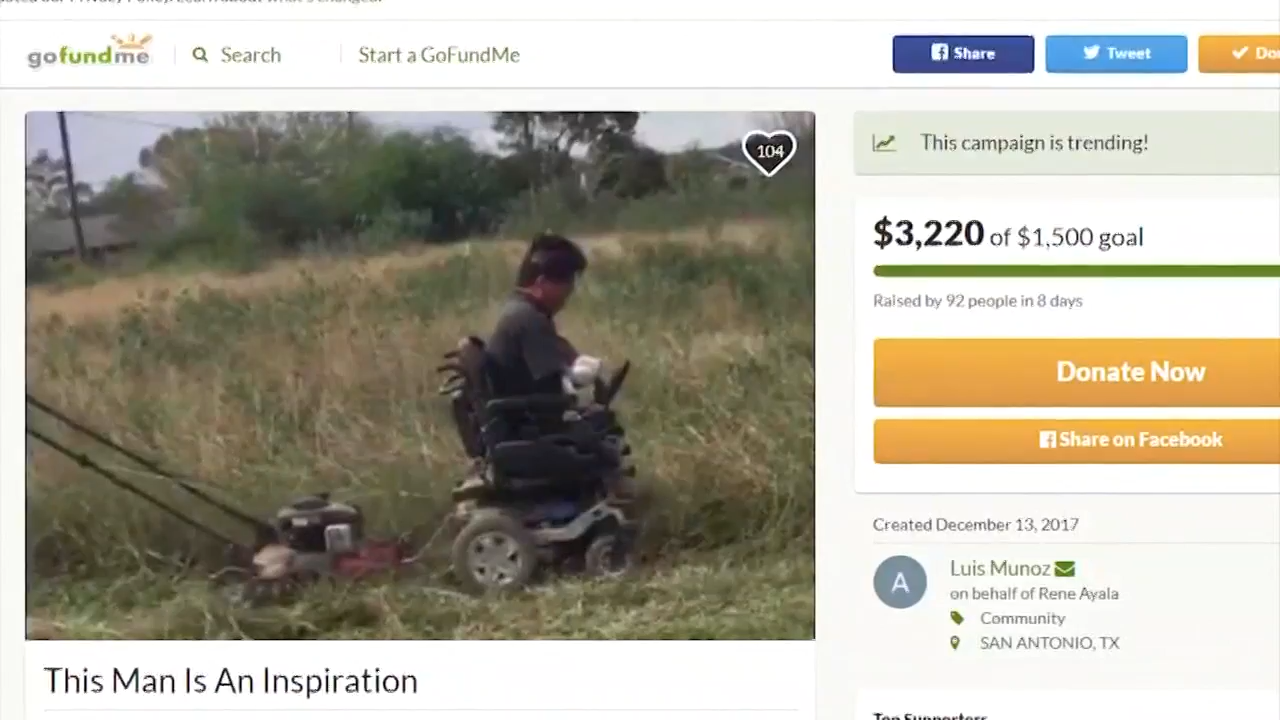 gofundme
Search
Start a GoFundMe
Share
Tweet
104
This campaign is trending!
$3,220 of $1,500 goal
Raised by 92 people in 8 days
Donate Now
Share on Facebook
Created December 13, 2017
A
Luis Munoz
on behalf of Rene Ayala
Community
SAN ANTONIO, TX
This Man Is An Inspiration
Top Supporters